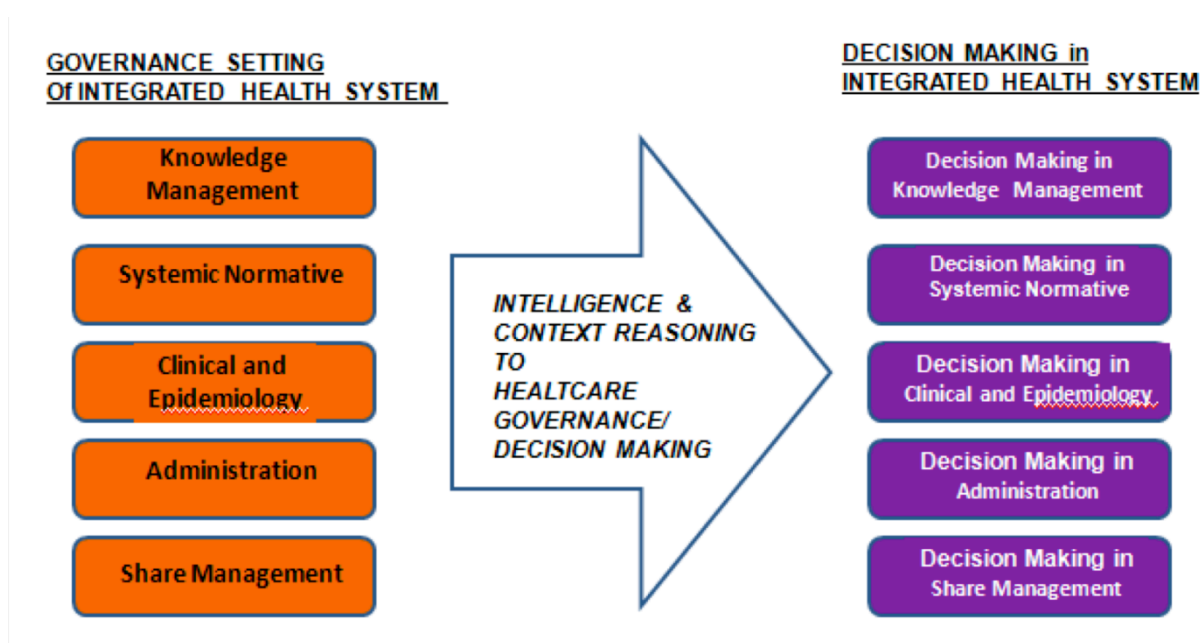 GOVERNANCE SETTING
Of INTEGRATED HEALTH SYSTEM
Knowledge
Management
Systemic Normative
Clinical and
Epidemiology
Administration
Share Management
INTELLIGENCE &
CONTEXT REASONING
TO
HEALTCARE
GOVERNANCE/
DECISION MAKING
DECISION MAKING in
INTEGRATED HEALTH SYSTEM
Decision Making in
Knowledge Management
Decision Making in
Systemic Normative
Decision Making in
Clinical and Epidemiology
Decision Making in
Administration
Decision Making in
Share Management